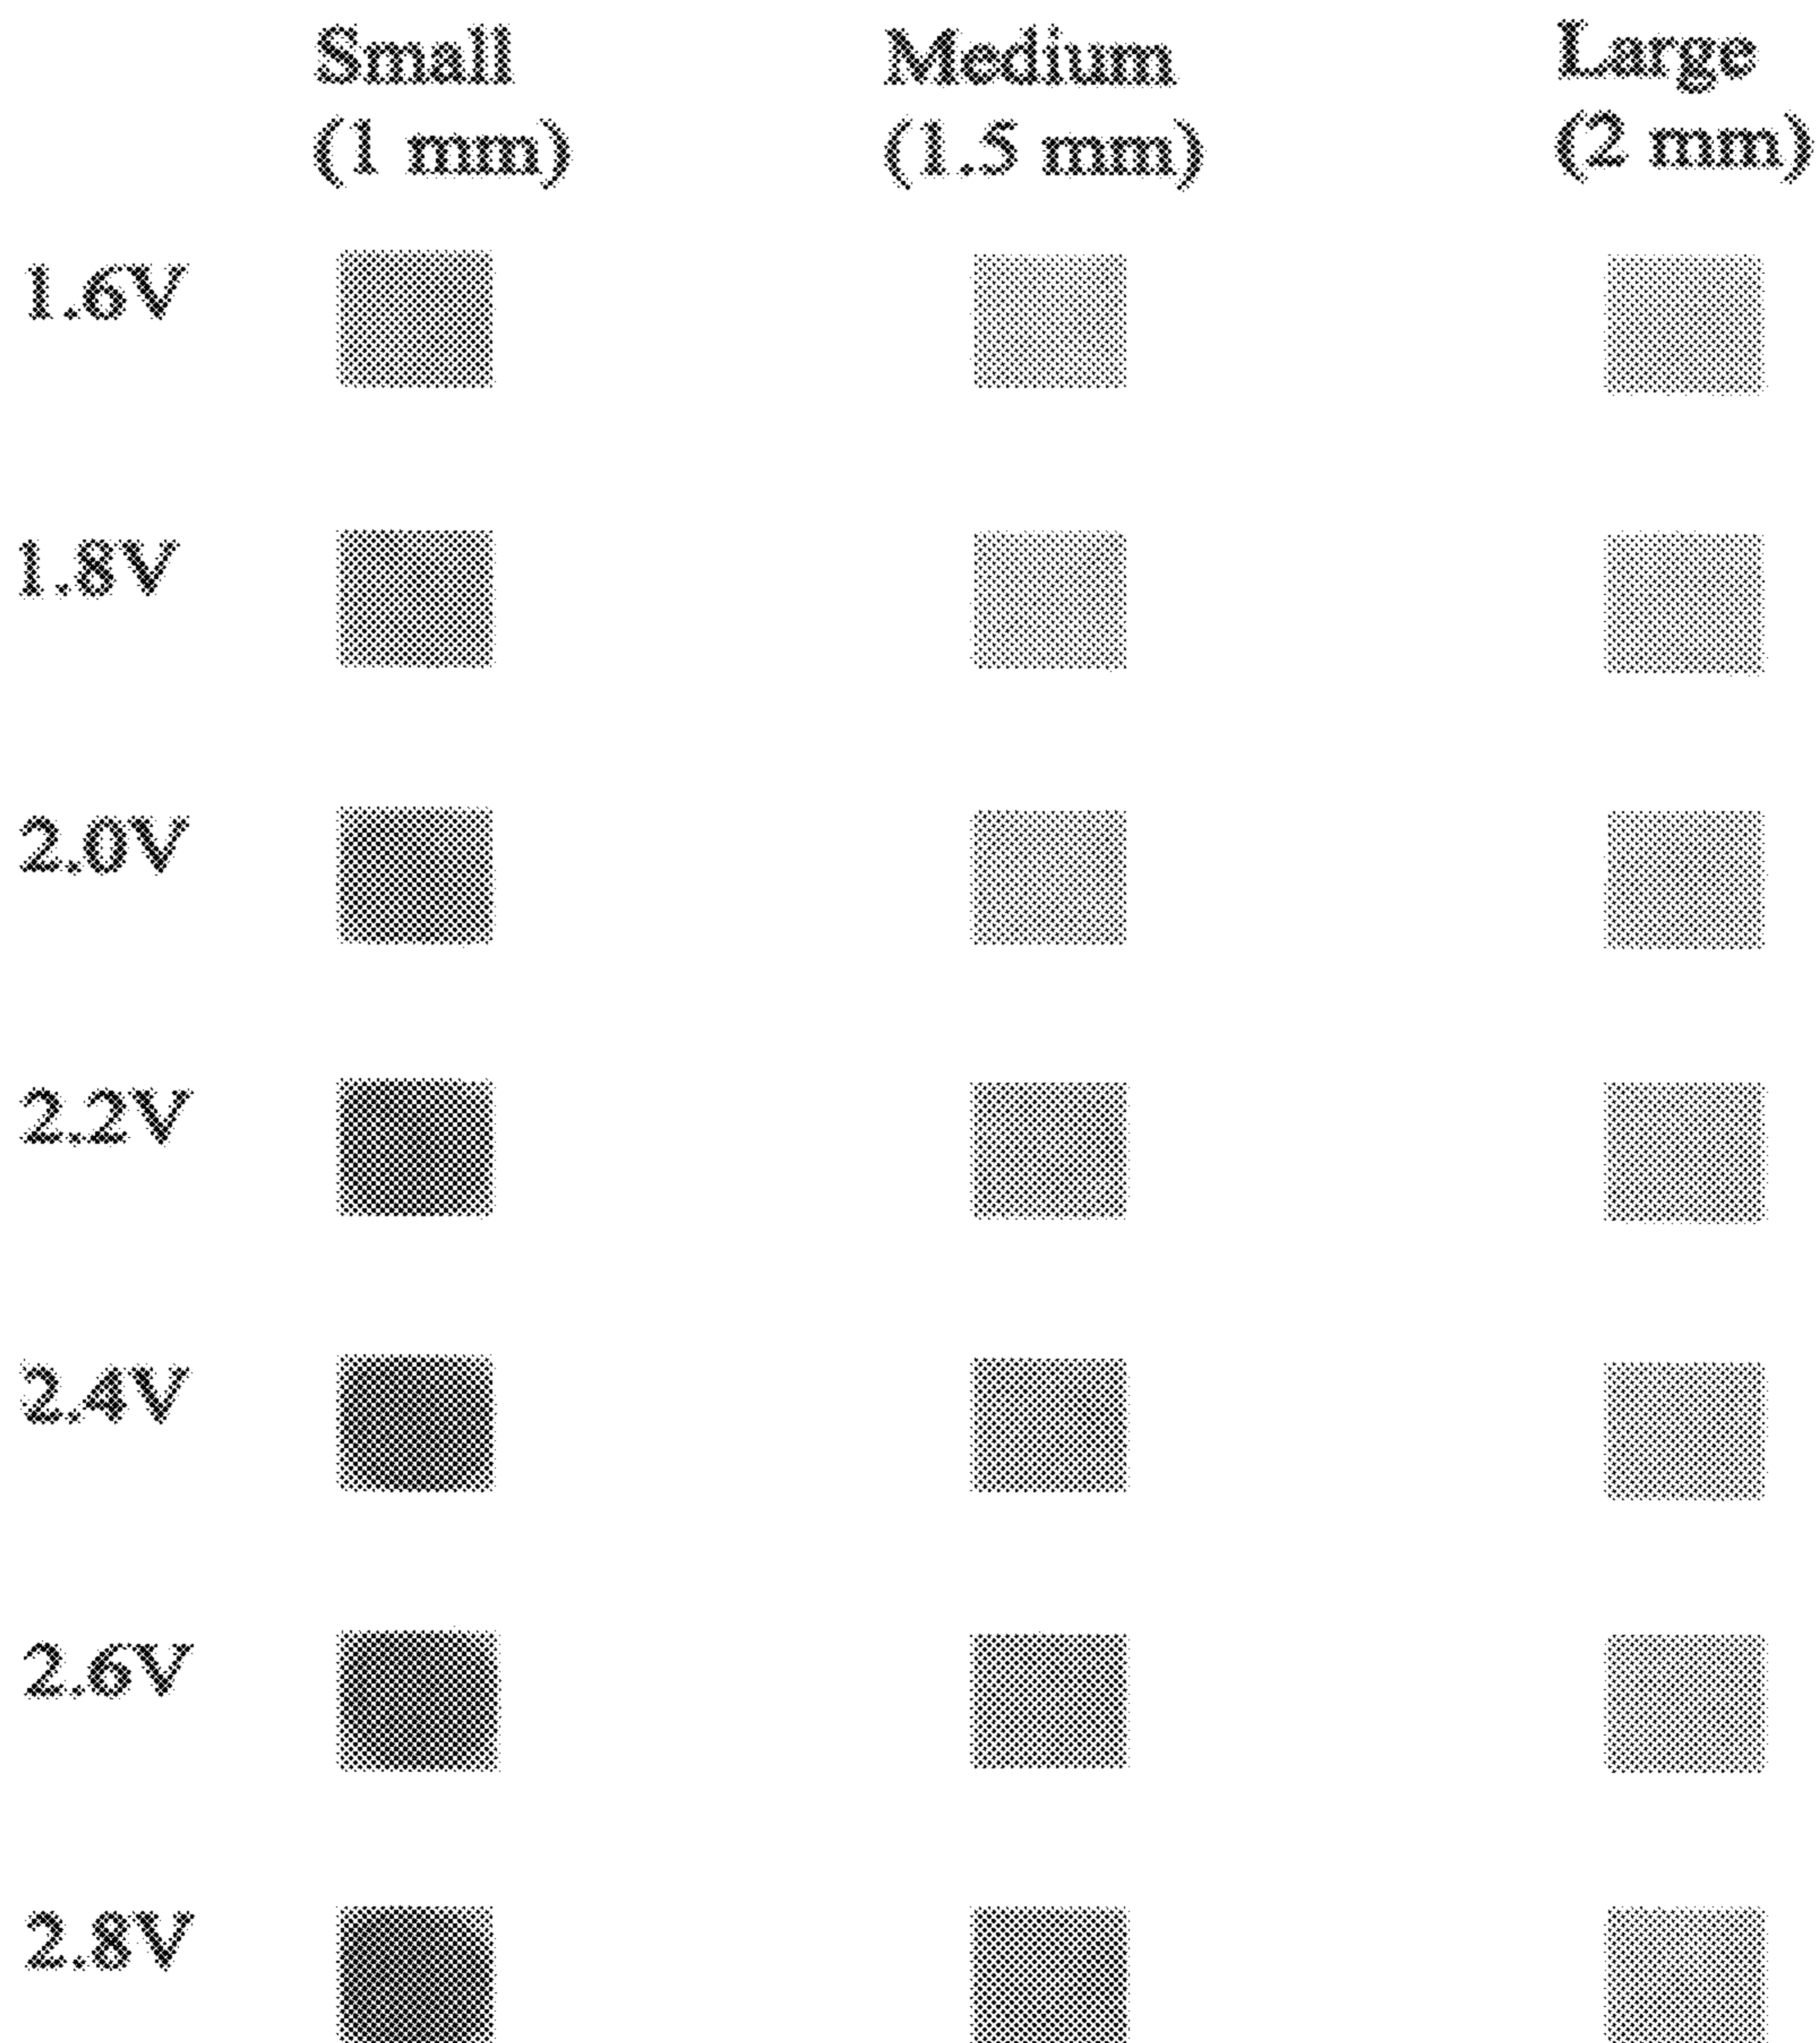 Small Medium Large
(1 mm) (1.5 mm) (2 mm)
1.6V
1.8V
2.0V
2.2V
2.4V
2.6V
2.8V